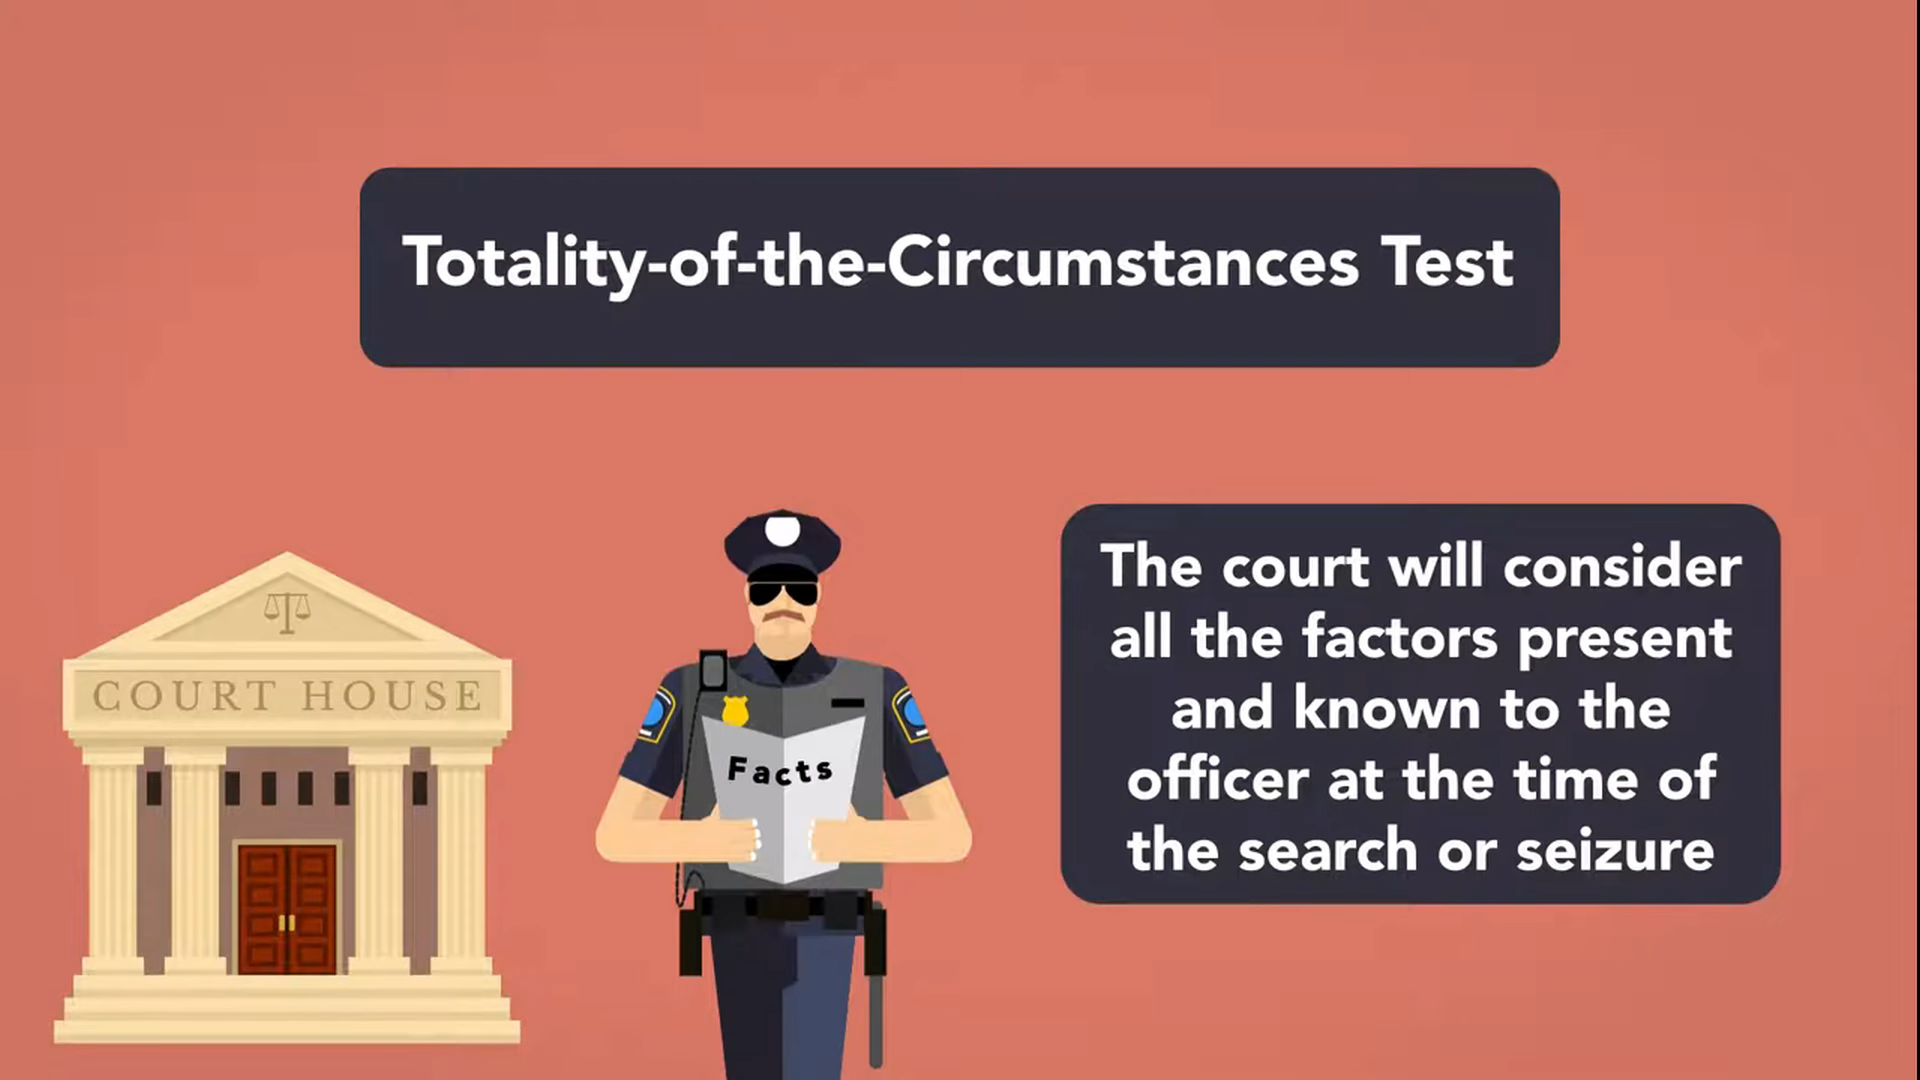 Totality-of-the-Circumstances Test
COURT HOUSE
Facts
The court will consider
all the factors present
and known to the
officer at the time of
the search or seizure